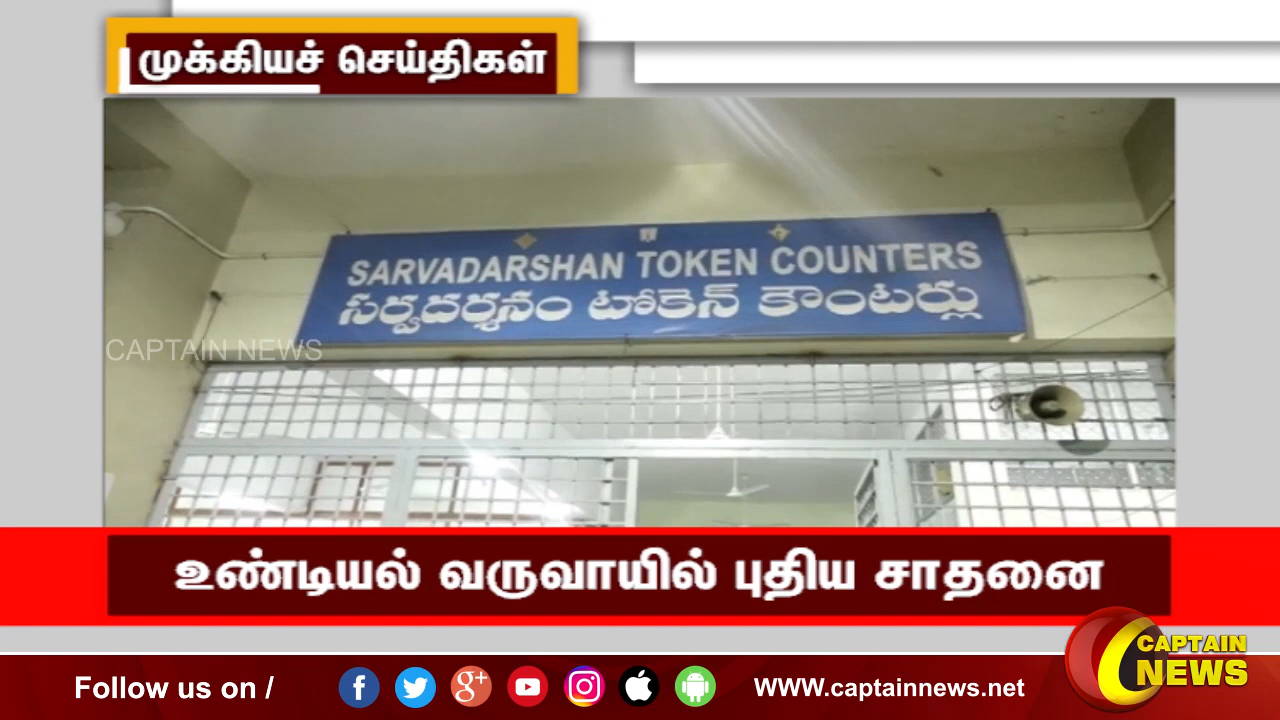 முக்கியச் செய்திகள்
SARVADARSHAN TOKEN COUNTERS
సర్వదర్శనం టోకెన్ కౌంటర్లు
CAPTAIN NEWS
உண்டியல் வருவாயில் புதிய சாதனை
CAPTAIN
NEWS
Follow us on /
WWW.captainnews.net